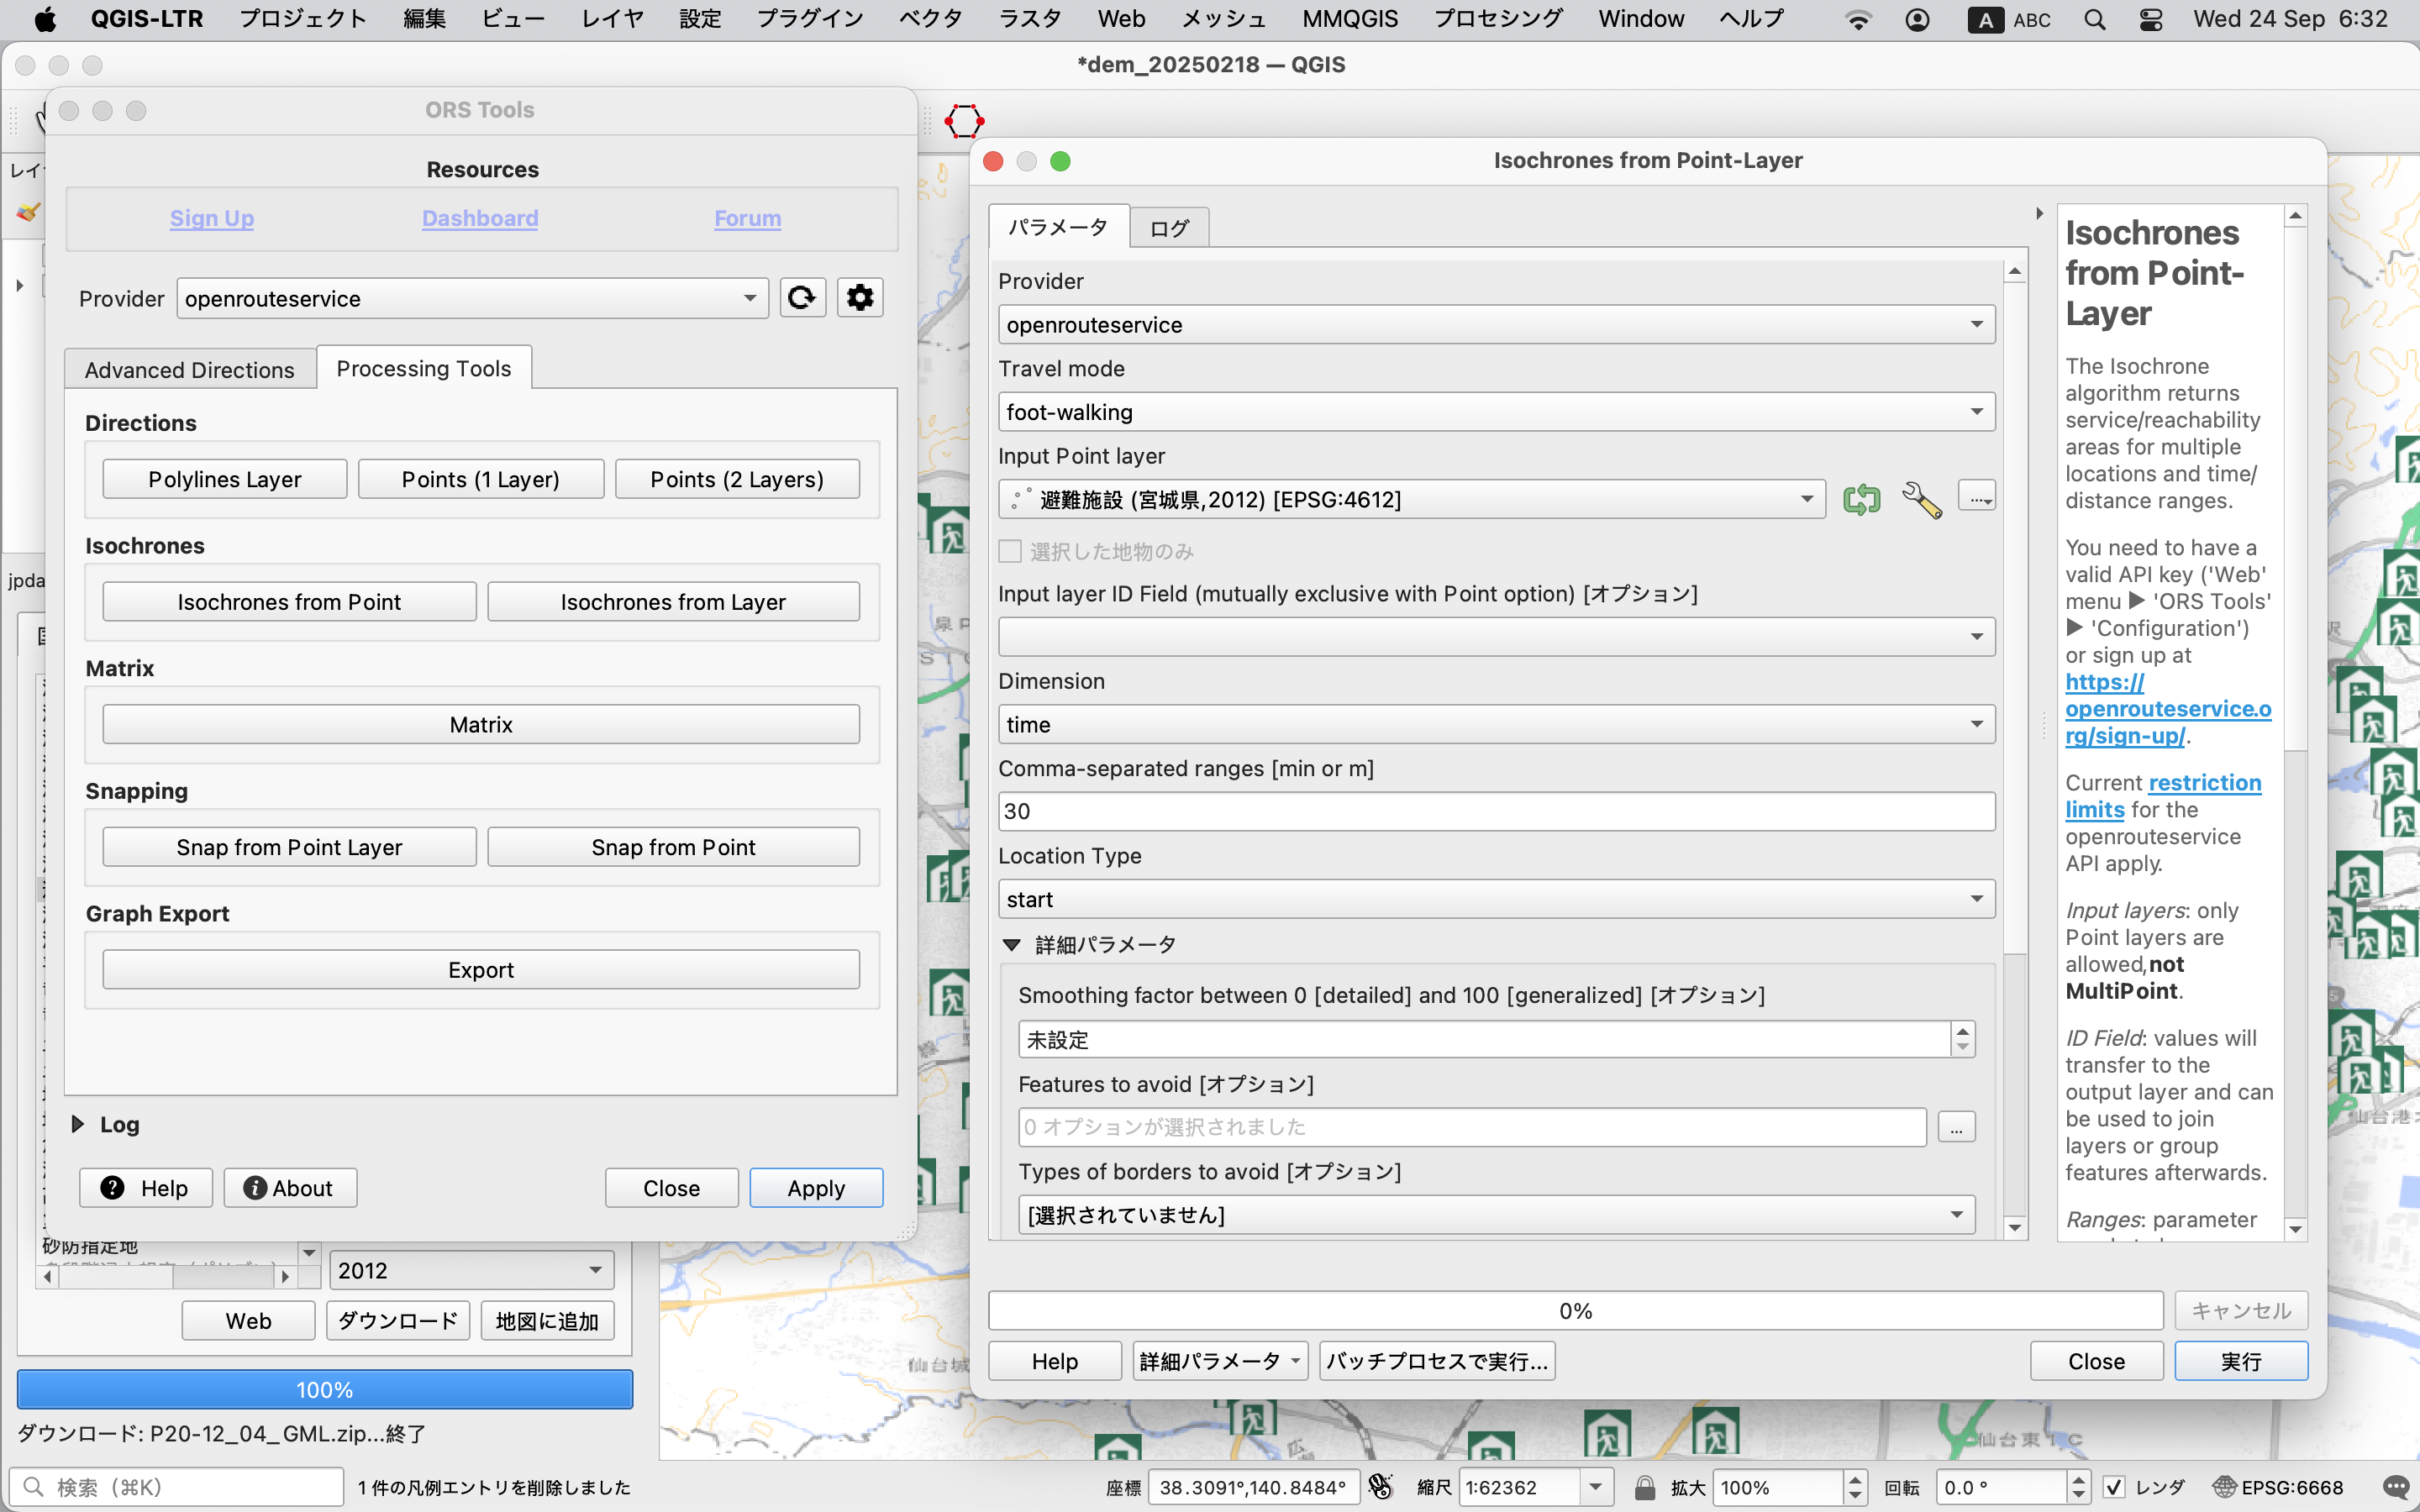 QGIS-LTR プロジェクト 編集 ビュー レイヤ 設定 プラグイン ベクタ ラスタ Web メッシュ MMQGIS プロセシング Window ヘルプ A ABC Wed 24 Sep 6:32
*dem_20250218 — QGIS
ORS Tools
Resources
Sign Up Dashboard Forum
Provider openrouteservice
Advanced Directions Processing Tools
Directions
Polylines Layer Points (1 Layer) Points (2 Layers)
Isochrones
Isochrones from Point Isochrones from Layer
Matrix
Matrix
Snapping
Snap from Point Layer Snap from Point
Graph Export
Export
Log
Help About Close Apply
jpda
砂防指定地
2012
Web ダウンロード 地図に追加
100%
ダウンロード: P20-12_04_GML.zip...終了
Isochrones from Point-Layer
パラメータ ログ
Provider
openrouteservice
Travel mode
foot-walking
Input Point layer
避難施設 (宮城県,2012) [EPSG:4612]
...
選択した地物のみ
Input layer ID Field (mutually exclusive with Point option) [オプション]
Dimension
time
Comma-separated ranges [min or m]
30
Location Type
start
詳細パラメータ
Smoothing factor between 0 [detailed] and 100 [generalized] [オプション]
未設定
Features to avoid [オプション]
0 オプションが選択されました
...
Types of borders to avoid [オプション]
[選択されていません]
0%
キャンセル
Help 詳細パラメータ バッチプロセスで実行... Close 実行
Isochrones
from Point-
Layer
The Isochrone
algorithm returns
service/reachability
areas for multiple
locations and time/
distance ranges.
You need to have a
valid API key ('Web'
menu ▶ 'ORS Tools'
▶ 'Configuration')
or sign up at
https://
openrouteservice.o
rg/sign-up/.
Current restriction
limits for the
openrouteservice
API apply.
Input layers: only
Point layers are
allowed,not
MultiPoint.
ID Field: values will
transfer to the
output layer and can
be used to join
layers or group
features afterwards.
Ranges: parameter
仙台城
仙台港
仙台東IC
検索 (⌘K) 1 件の凡例エントリを削除しました 座標 38.3091°,140.8484° 縮尺 1:62362 拡大 100% 回転 0.0 ° レンダ EPSG:6668